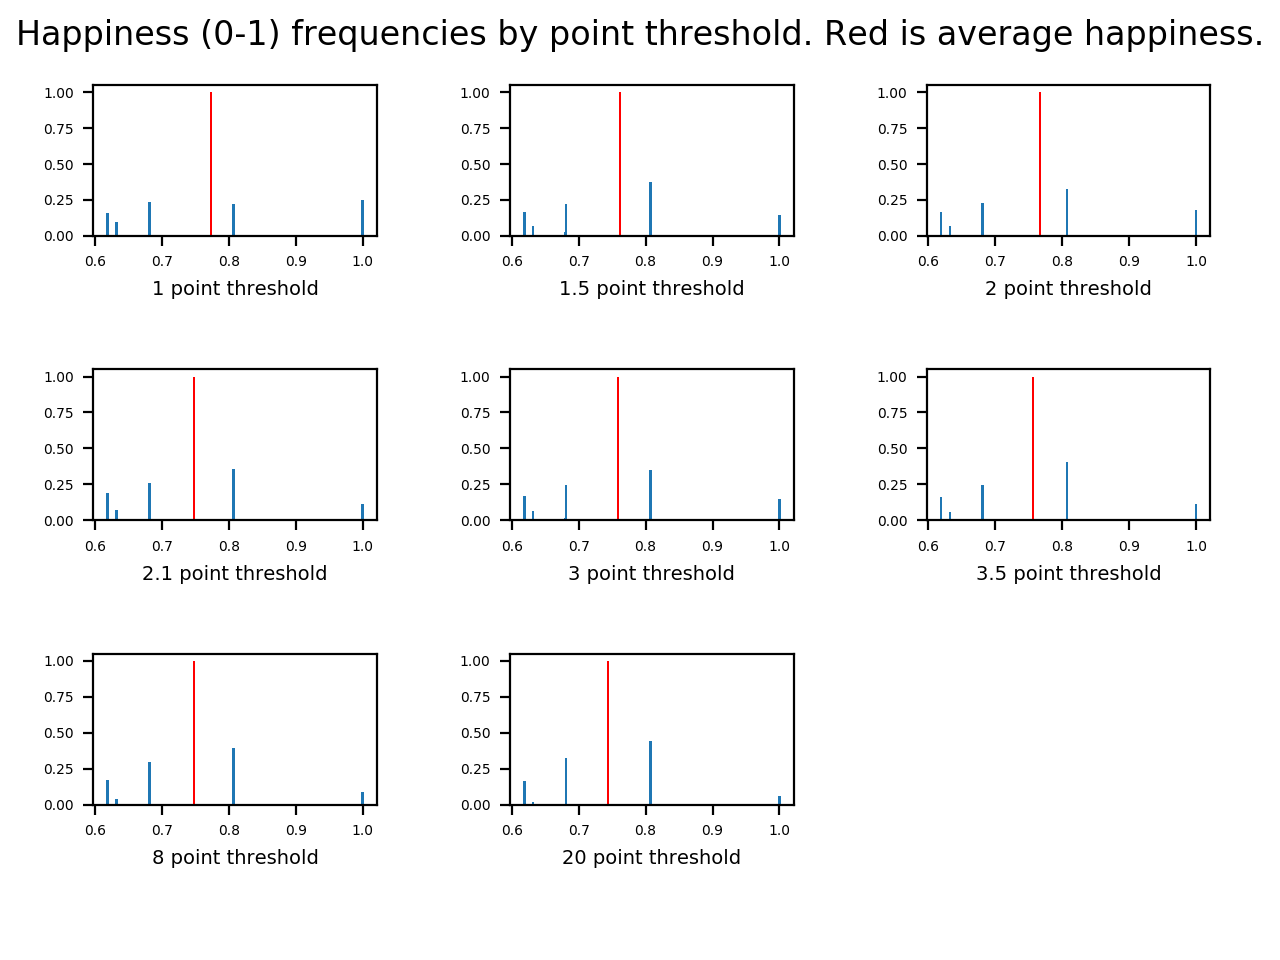 Happiness (0-1) frequencies by point threshold. Red is average happiness.
1.00 1.00 1.00
0.75 0.75 0.75
0.50 0.50 0.50
0.25 0.25 0.25
0.00 0.00 0.00
0.6 0.7 0.8 0.9 1.0 0.6 0.7 0.8 0.9 1.0 0.6 0.7 0.8 0.9 1.0
1 point threshold 1.5 point threshold 2 point threshold
1.00 1.00 1.00
0.75 0.75 0.75
0.50 0.50 0.50
0.25 0.25 0.25
0.00 0.00 0.00
0.6 0.7 0.8 0.9 1.0 0.6 0.7 0.8 0.9 1.0 0.6 0.7 0.8 0.9 1.0
2.1 point threshold 3 point threshold 3.5 point threshold
1.00 1.00
0.75 0.75
0.50 0.50
0.25 0.25
0.00 0.00
0.6 0.7 0.8 0.9 1.0 0.6 0.7 0.8 0.9 1.0
8 point threshold 20 point threshold